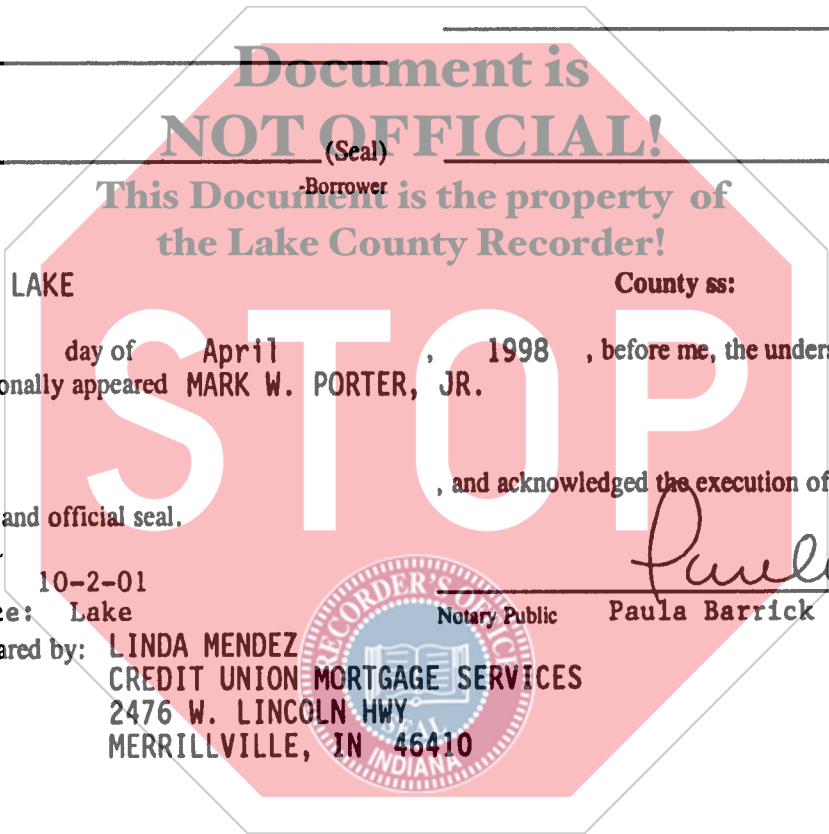 Document is
NOT OFFICIAL!
(Seal)
-Borrower
This Document is the property of
the Lake County Recorder!
LAKE County ss:
day of April , 1998 , before me, the unders
onally appeared MARK W. PORTER, JR.
STOP
, and acknowledged the execution of
and official seal.
10-2-01
ce: Lake
Notary Public Paula Barrick
ared by: LINDA MENDEZ
CREDIT UNION MORTGAGE SERVICES
2476 W. LINCOLN HWY
MERRILLVILLE, IN 46410
RECORDER'S OFFICE
SEAL
INDIANA